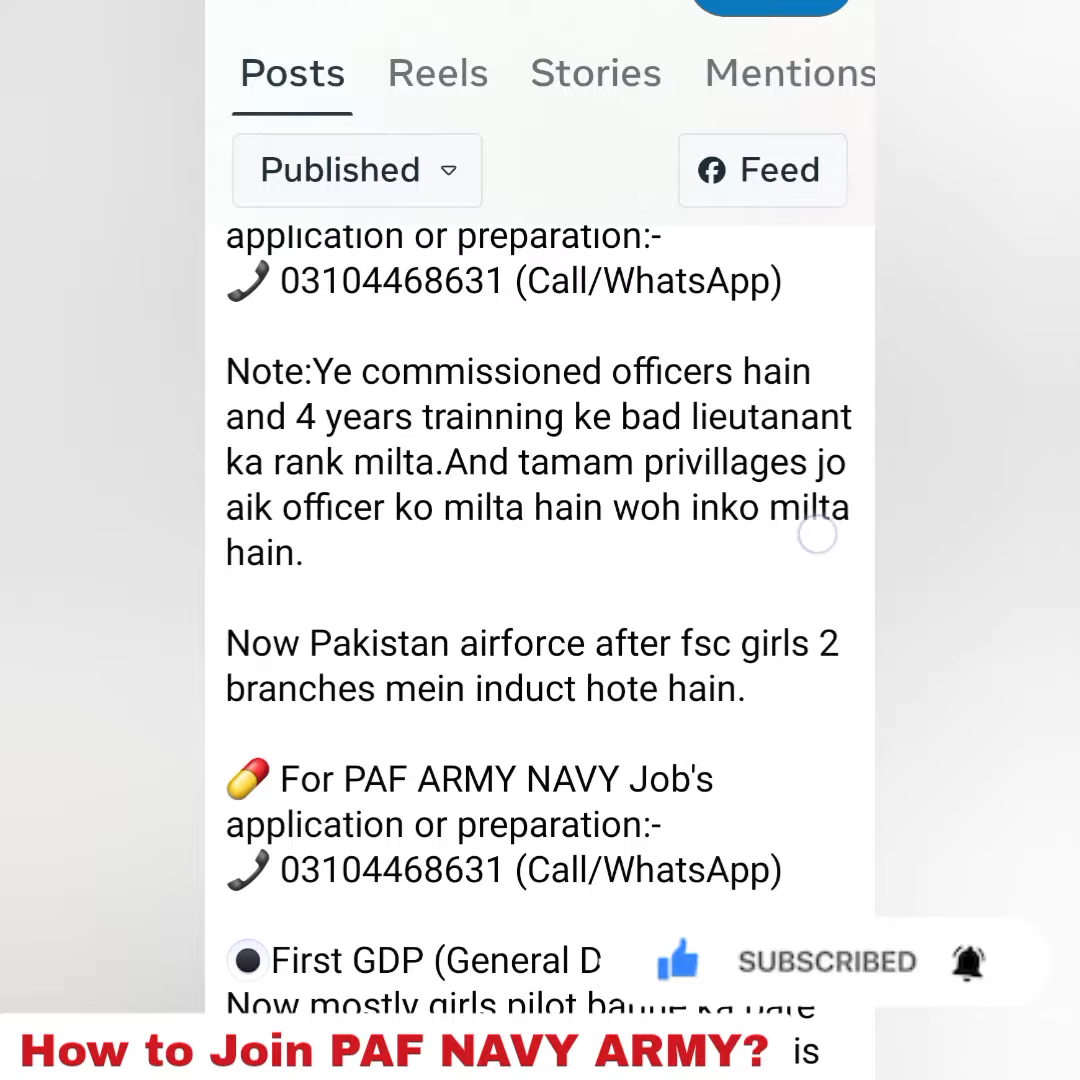 Posts Reels Stories Mentions
Published Feed
application or preparation:-
03104468631 (Call/WhatsApp)
Note:Ye commissioned officers hain
and 4 years trainning ke bad lieutanant
ka rank milta.And tamam privillages jo
aik officer ko milta hain woh inko milta
hain.
Now Pakistan airforce after fsc girls 2
branches mein induct hote hain.
For PAF ARMY NAVY Job's
application or preparation:-
03104468631 (Call/WhatsApp)
First GDP (General D
SUBSCRIBED
Now mostly girls pilot banne ka bare
How to Join PAF NAVY ARMY? is